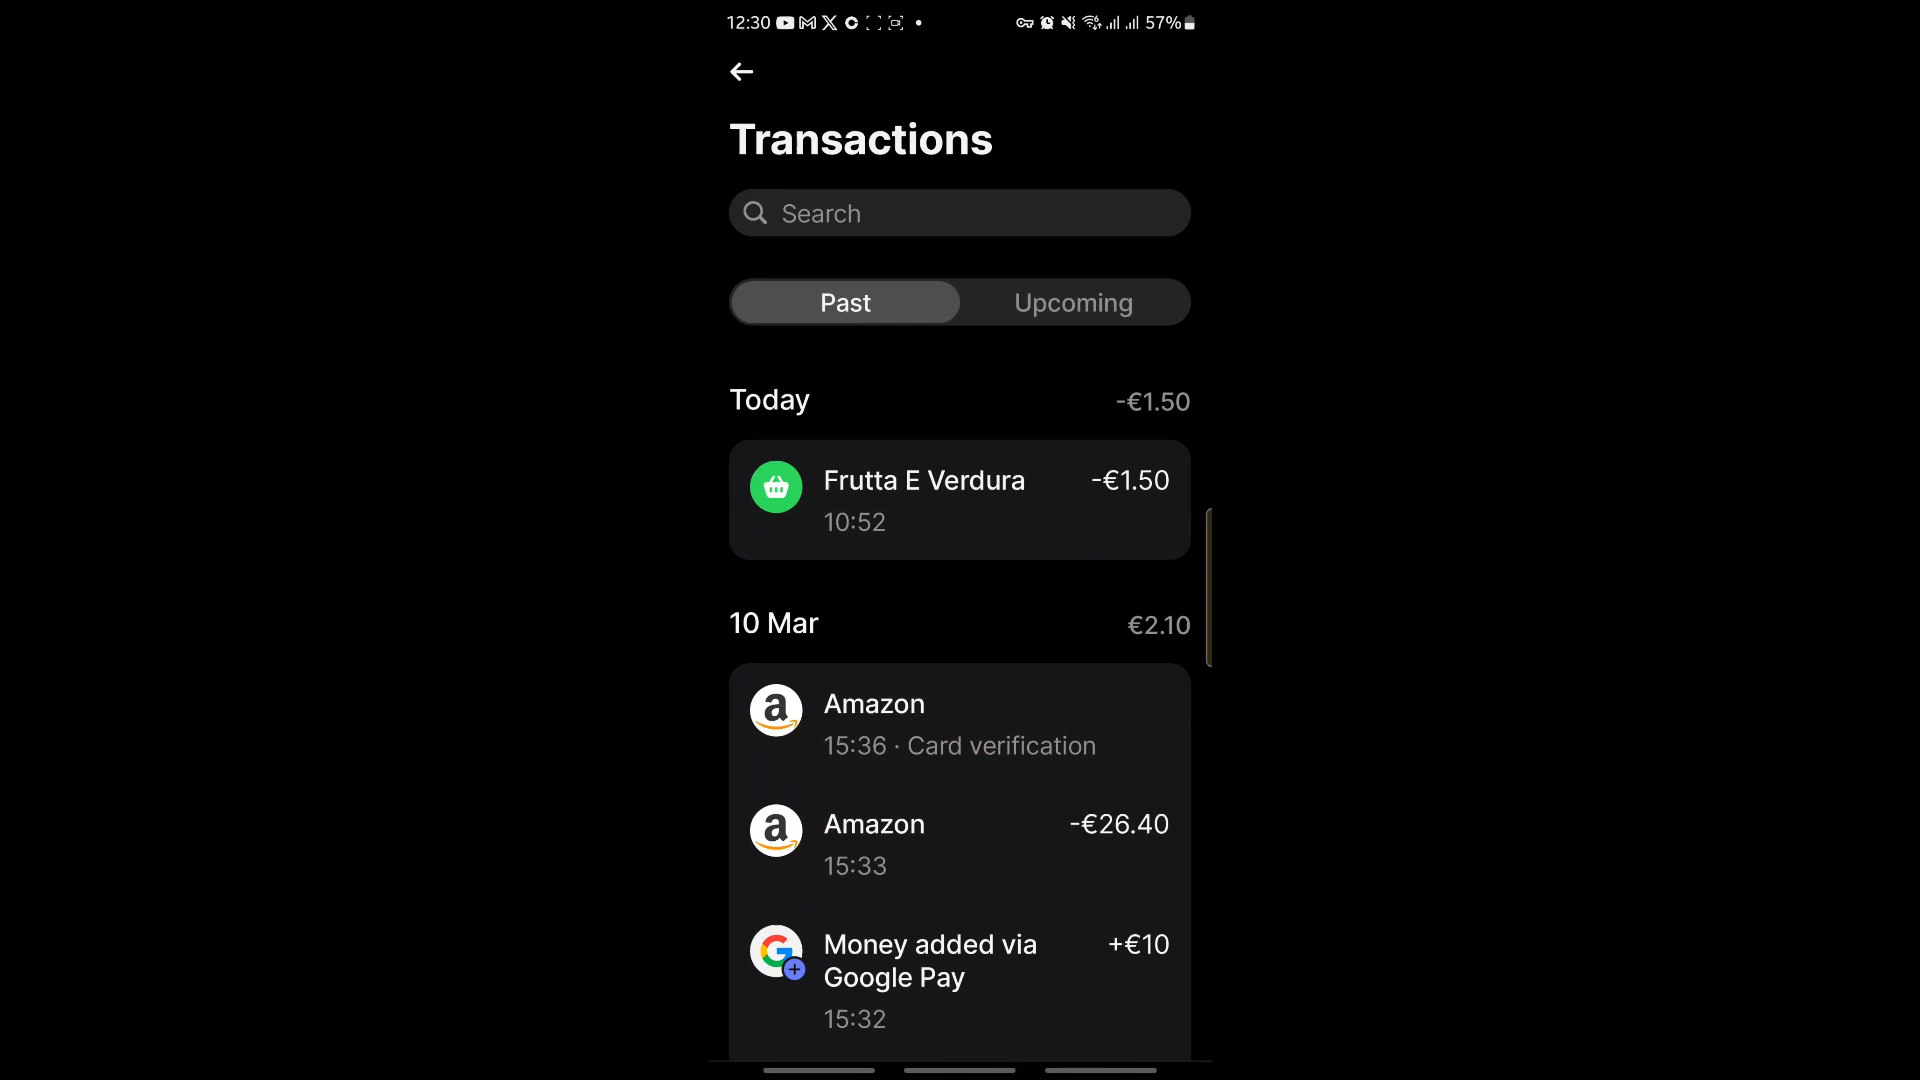 12:30 57%
Transactions
Search
Past Upcoming
Today -€1.50
Frutta E Verdura -€1.50
10:52
10 Mar €2.10
Amazon
15:36 · Card verification
Amazon -€26.40
15:33
Money added via +€10
Google Pay
15:32